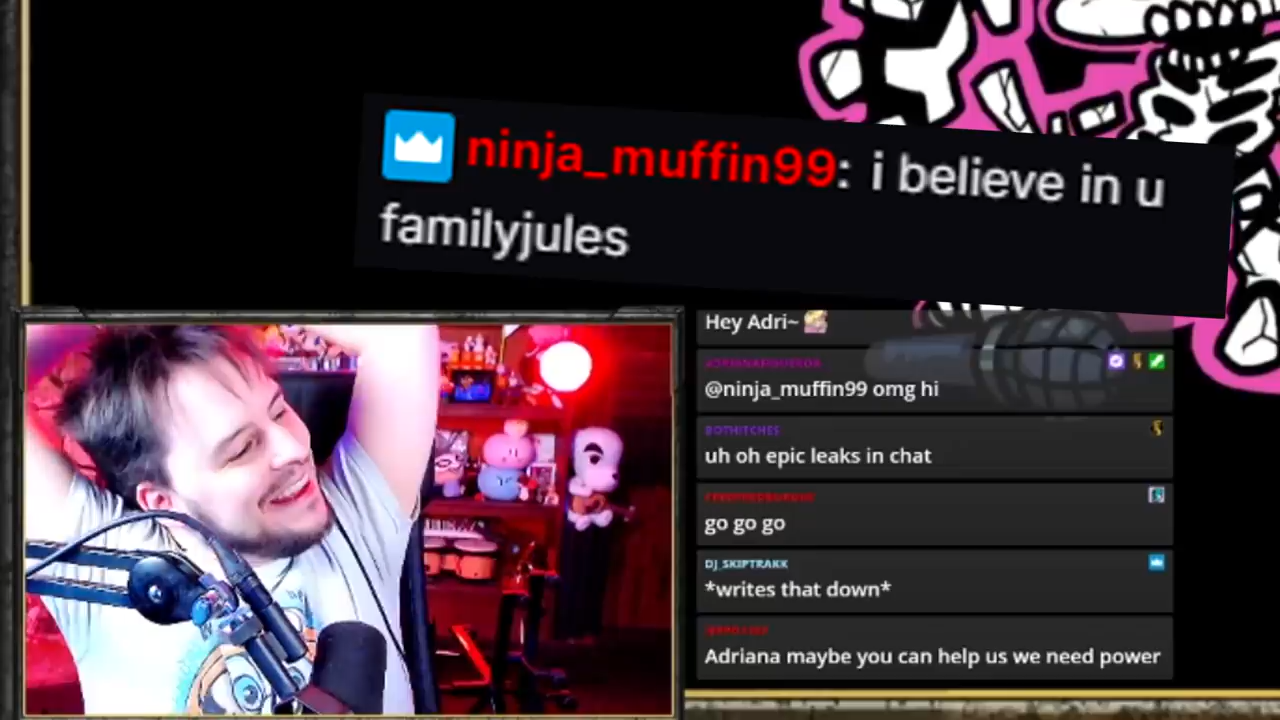 ninja_muffin99: i believe in u
familyjules
Hey Adri~
@ninja_muffin99 omg hi
BOTHITCHES
uh oh epic leaks in chat
go go go
DJ_SKIPTRAKK
*writes that down*
Adriana maybe you can help us we need power